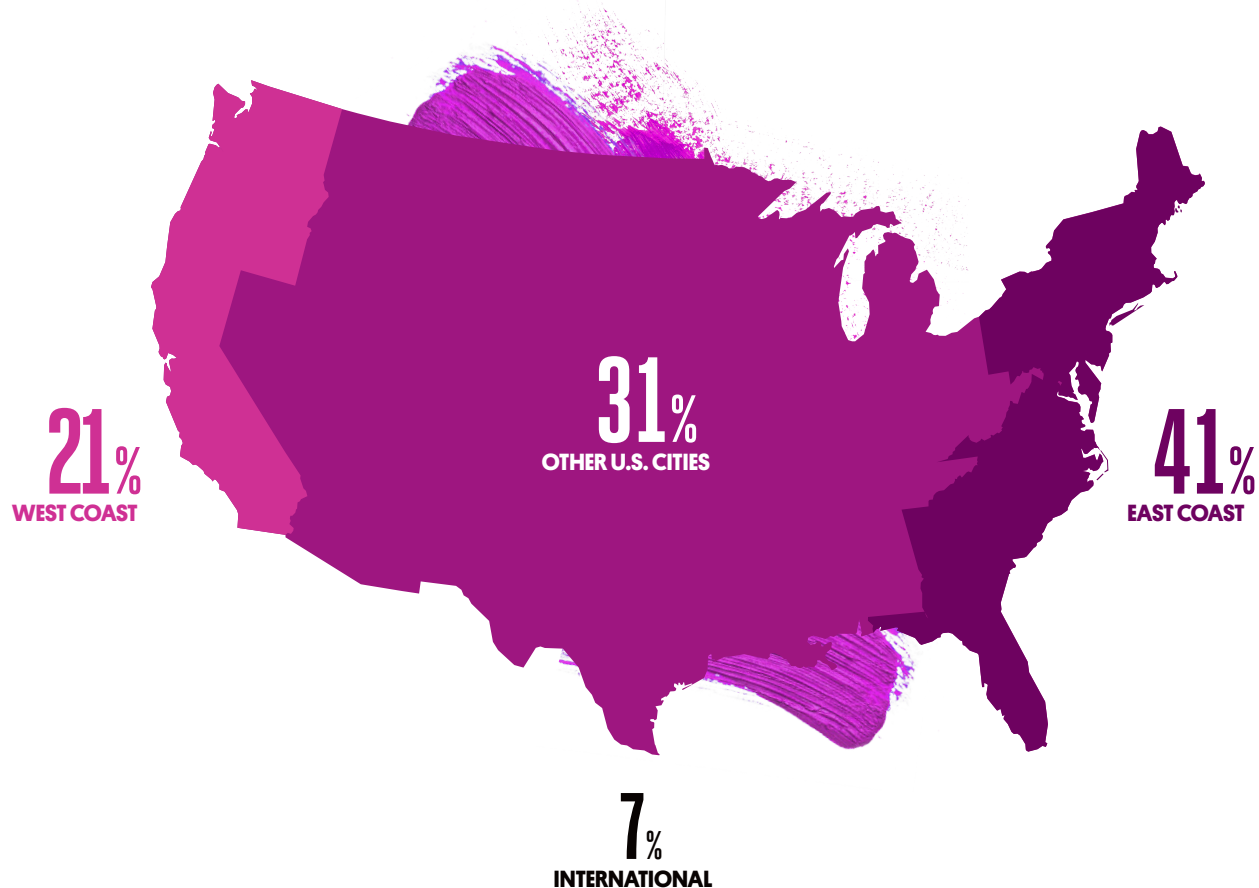 31%
OTHER U.S. CITIES
21%
WEST COAST
41%
EAST COAST
7%
INTERNATIONAL